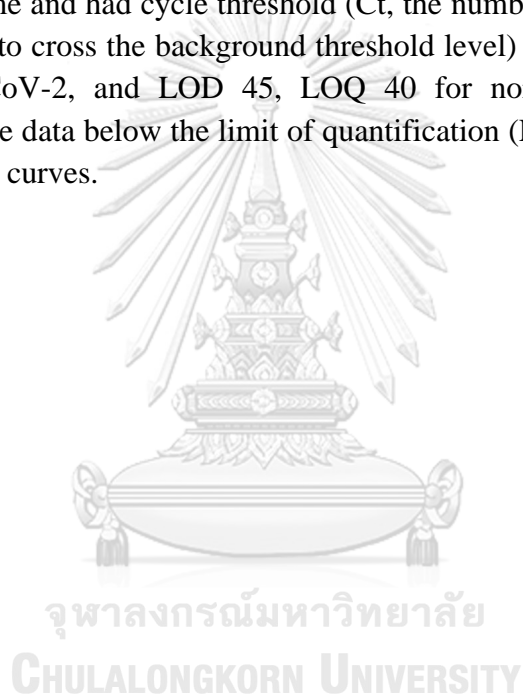 ne and had cycle threshold (Ct, the numb
to cross the background threshold level)
CoV-2, and LOD 45, LOQ 40 for no
e data below the limit of quantification (
curves.
จุฬาลงกรณ์มหาวิทยาลัย
CHULALONGKORN UNIVERSITY